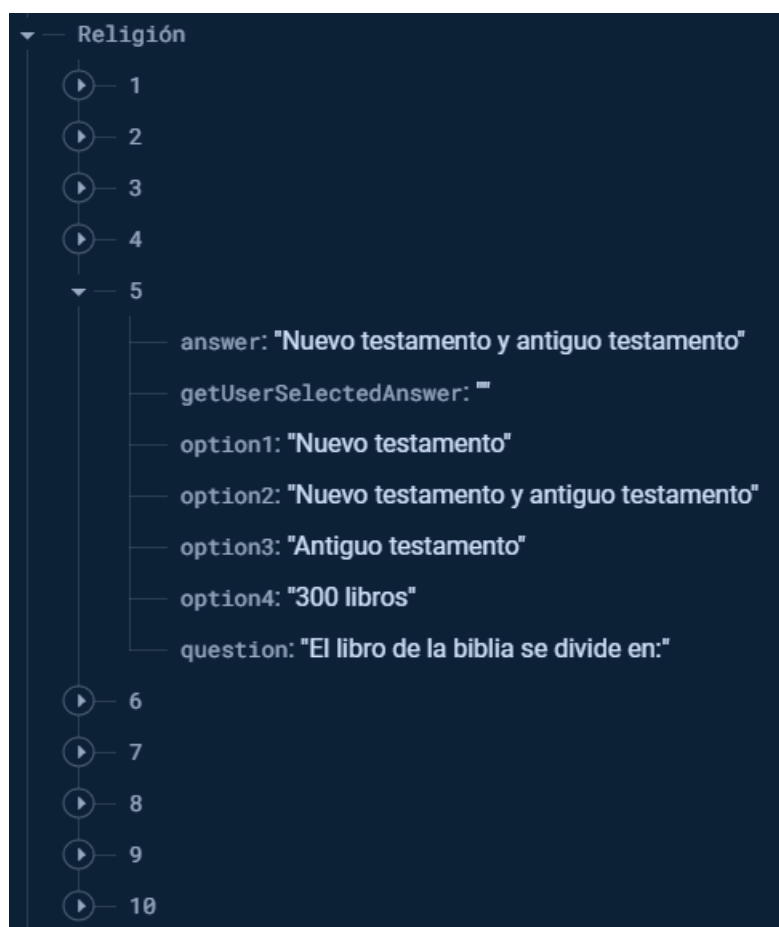 Religión
1
2
3
4
5
answer: "Nuevo testamento y antiguo testamento"
getUserSelectedAnswer: ""
option1: "Nuevo testamento"
option2: "Nuevo testamento y antiguo testamento"
option3: "Antiguo testamento"
option4: "300 libros"
question: "El libro de la biblia se divide en:"
6
7
8
9
10